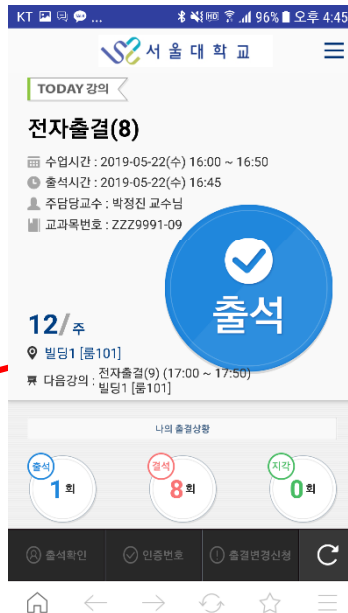 KT ... HD 96% 오후 4:45
서울대학교
TODAY 강의
전자출결(8)
수업시간 : 2019-05-22(수) 16:00 ~ 16:50
출석시간 : 2019-05-22(수) 16:45
주담당교수 : 박정진 교수님
교과목번호 : ZZZ9991-09
출석
12/주
빌딩1 [룸101]
다음강의 : 전자출결(9) (17:00 ~ 17:50)
빌딩1 [룸101]
나의 출결상황
출석 결석 지각
1회 8회 0회
출석확인 인증번호 출결변경신청